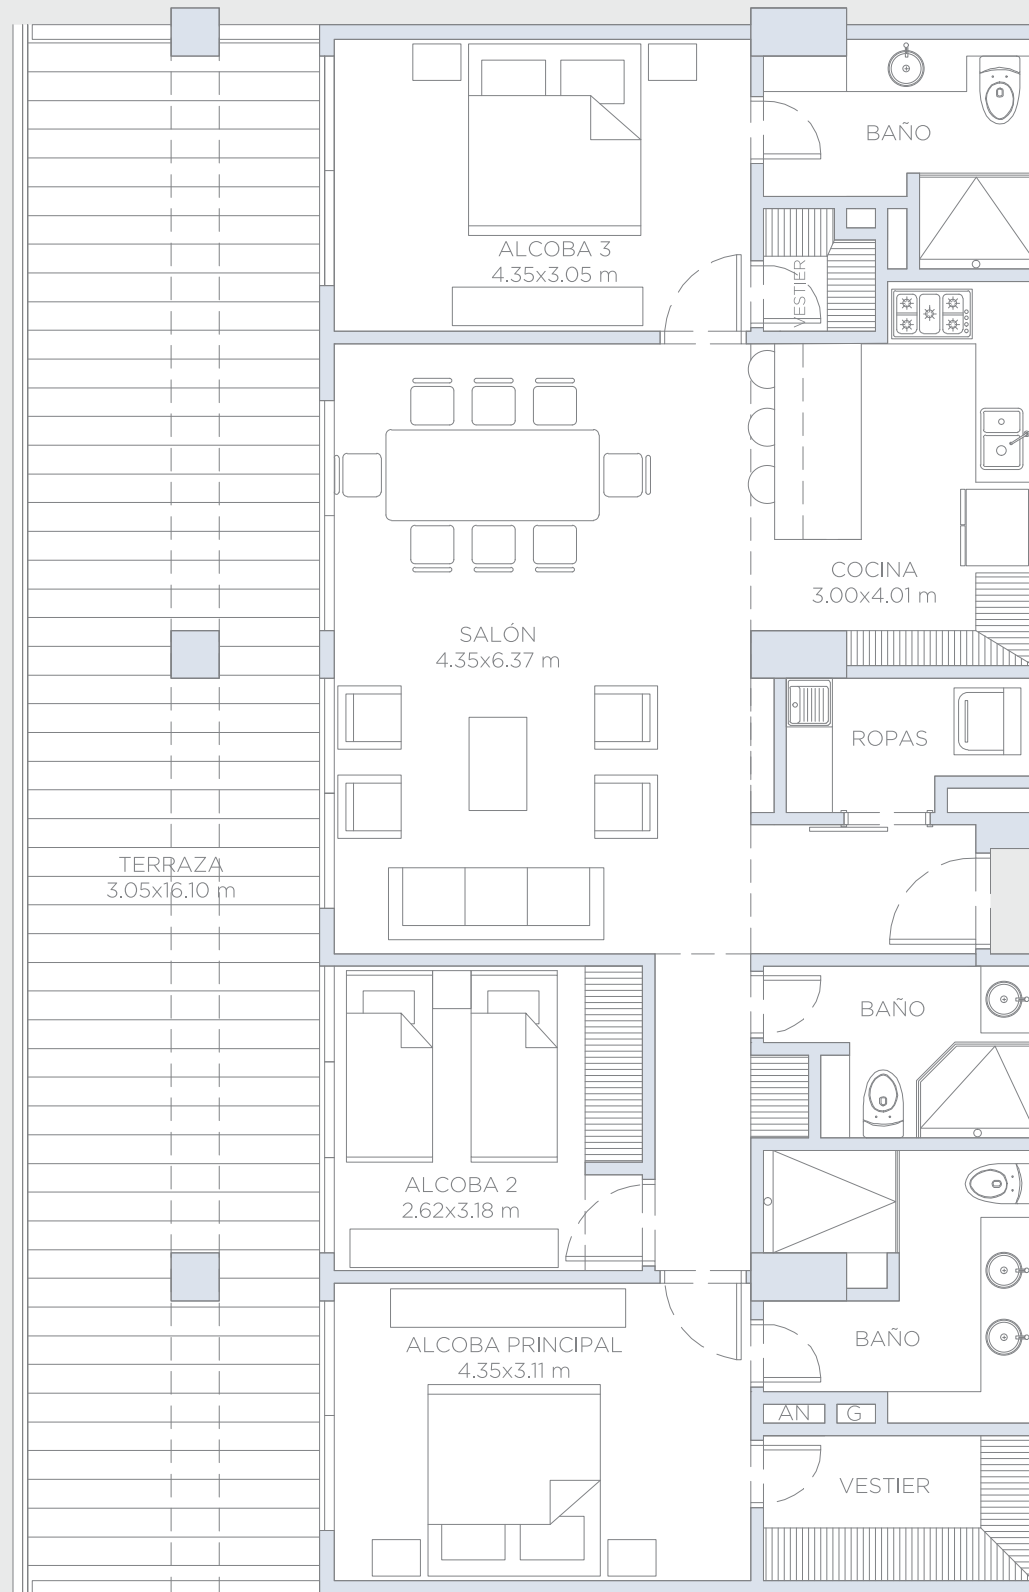 BAÑO
ALCOBA 3
4.35x3.05 m
VESTIER
COCINA
3.00x4.01 m
SALÓN
4.35x6.37 m
ROPAS
TERRAZA
3.05x16.10 m
BAÑO
ALCOBA 2
2.62x3.18 m
BAÑO
ALCOBA PRINCIPAL
4.35x3.11 m
AN
G
VESTIER